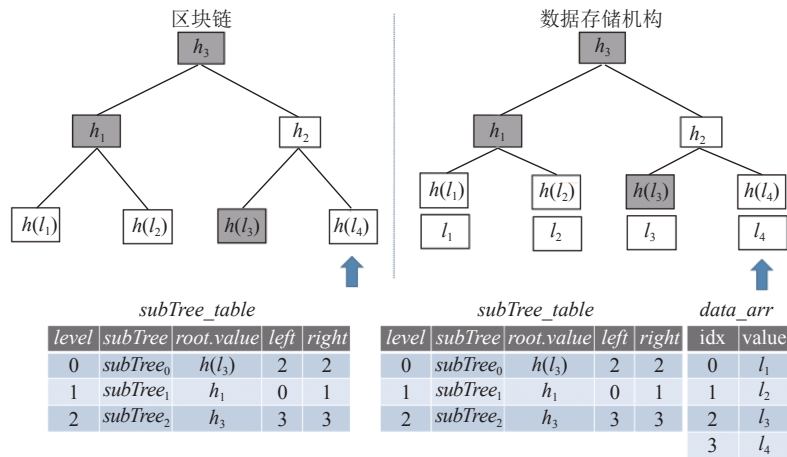 区块链
h₃
h₁ h₂
h(l₁) h(l₂) h(l₃) h(l₄)
数据存储机构
h₃
h₁ h₂
h(l₁) h(l₂) h(l₃) h(l₄)
l₁ l₂ l₃ l₄
subTree_table
level subTree root.value left right
0 subTree₀ h(l₃) 2 2
1 subTree₁ h₁ 0 1
2 subTree₂ h₃ 3 3
subTree_table
level subTree root.value left right
0 subTree₀ h(l₃) 2 2
1 subTree₁ h₁ 0 1
2 subTree₂ h₃ 3 3
data_arr
idx value
0 l₁
1 l₂
2 l₃
3 l₄